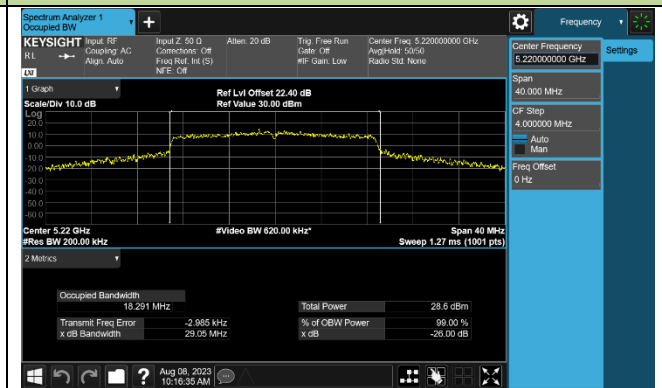 Spectrum Analyzer 1
Occupied BW
+
Frequency
KEYSIGHT
RL
LXI
Input: RF
Coupling: AC
Align: Auto
Input Z: 50 Ω
Corrections: Off
Freq Ref: Int (S)
NFE: Off
Atten: 20 dB
Trig: Free Run
Gate: Off
#IF Gain: Low
Center Freq: 5.220000000 GHz
Avg|Hold: 50/50
Radio Std: None
Center Frequency
5.220000000 GHz
Settings
Span
40.000 MHz
CF Step
4.000000 MHz
Auto
Man
Freq Offset
0 Hz
1 Graph
Scale/Div 10.0 dB
Ref Lvl Offset 22.40 dB
Ref Value 30.00 dBm
Log
20.0
10.0
0.00
-10.0
-20.0
-30.0
-40.0
-50.0
-60.0
Center 5.22 GHz
#Res BW 200.00 kHz
#Video BW 620.00 kHz*
Span 40 MHz
Sweep 1.27 ms (1001 pts)
2 Metrics
Occupied Bandwidth
18.291 MHz
Total Power 28.6 dBm
Transmit Freq Error -2.985 kHz
% of OBW Power 99.00 %
x dB Bandwidth 29.05 MHz
x dB -26.00 dB
?
Aug 08, 2023
10:16:35 AM